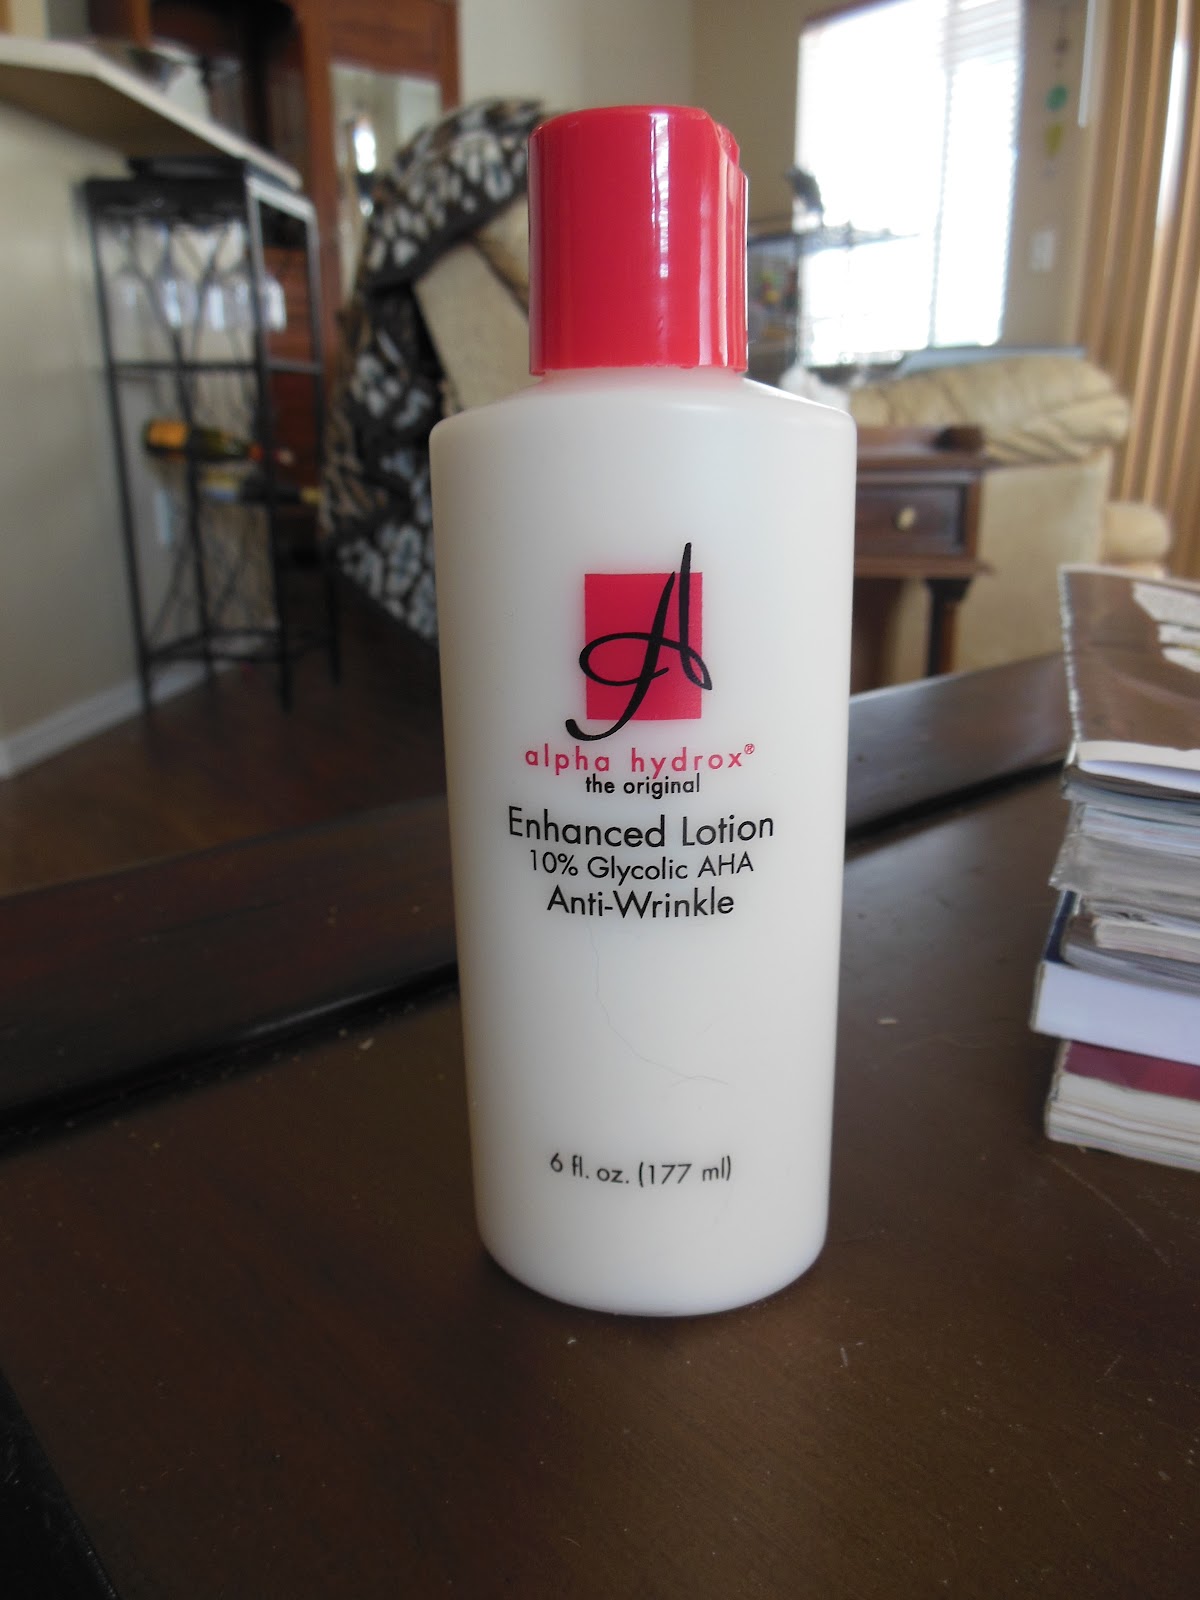 A
alpha hydrox®
the original
Enhanced Lotion
10% Glycolic AHA
Anti-Wrinkle
6 fl. oz. (177 ml)